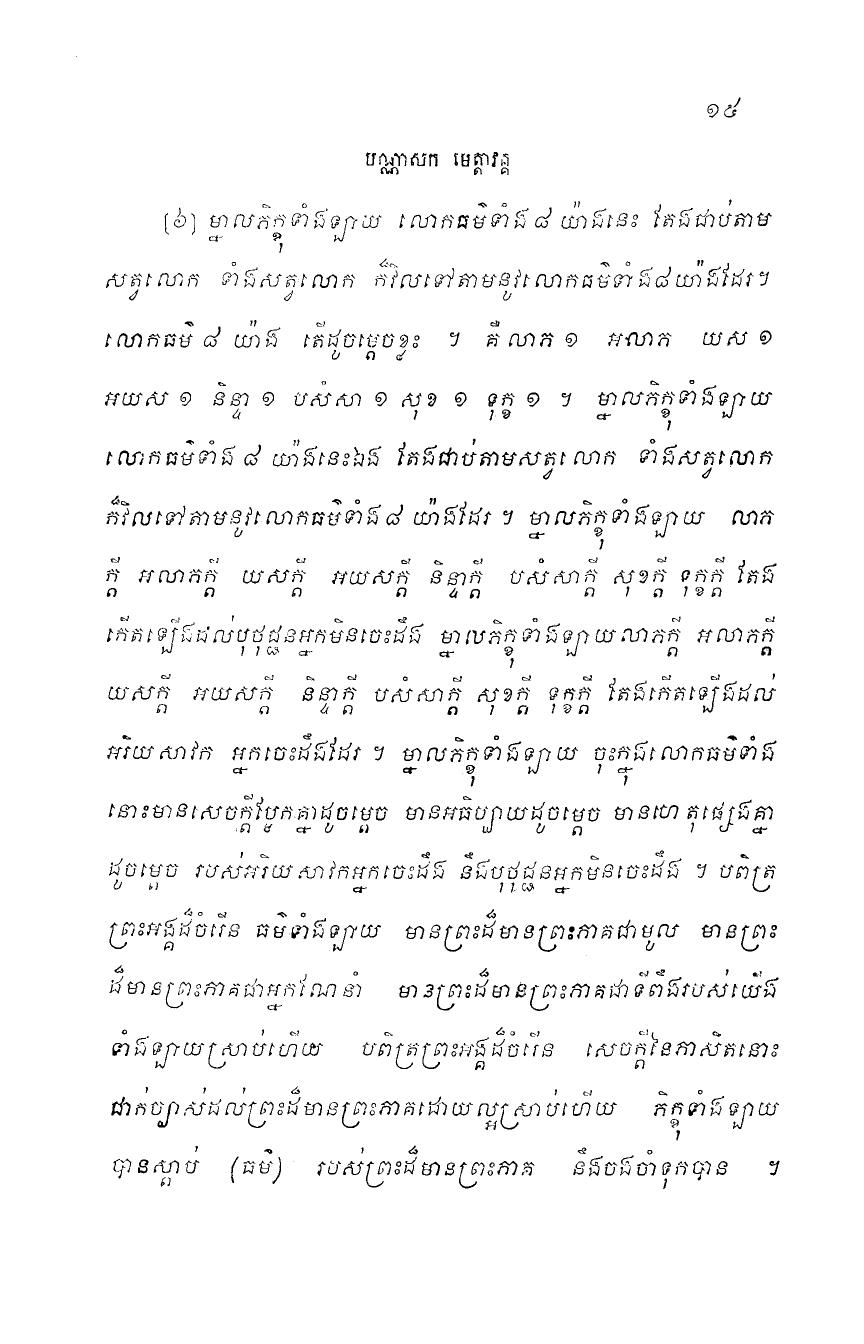 ១៥
បណ្ណាសក មេត្តាវគ្គ
(៦) ម្នាលភិក្ខុទាំងឡាយ លោកធម៌ទាំង ៨ យ៉ាងនេះ តែងជាប់តាម
សត្វលោក ទាំងសត្វលោក ក៏វិលទៅតាមនូវលោកធម៌ទាំង៨យ៉ាងដែរ។
លោកធម៌ ៨ យ៉ាង តើដូចម្ដេចខ្លះ ។ គឺ លាភ ១ អលាភ យស ១
អយស ១ និន្ទា ១ បសំសា ១ សុខ ១ ទុក្ខ ១ ។ ម្នាលភិក្ខុទាំងឡាយ
លោកធម៌ទាំង ៨ យ៉ាងនេះឯង តែងជាប់តាមសត្វលោក ទាំងសត្វលោក
ក៏វិលទៅតាមនូវលោកធម៌ទាំង៨ យ៉ាងដែរ ។ ម្នាលភិក្ខុទាំងឡាយ លាភ
ក្ដី អលាភក្ដី យសក្ដី អយសក្ដី និន្ទាក្ដី បសំសាក្ដី សុខក្ដី ទុក្ខក្ដី តែង
កើតឡើងដល់បុថុជ្ជនអ្នកមិនចេះដឹង ម្នាលភិក្ខុទាំងឡាយលាភក្ដី អលាភក្ដី
យសក្ដី អយសក្ដី និន្ទាក្ដី បសំសាក្ដី សុខក្ដី ទុក្ខក្ដី តែងកើតឡើងដល់
អរិយសាវក អ្នកចេះដឹងដែរ ។ ម្នាលភិក្ខុទាំងឡាយ ចុះក្នុងលោកធម៌ទាំង
នោះមានសេចក្ដីប្លែកគ្នាដូចម្ដេច មានអធិប្បាយដូចម្ដេច មានហេតុផ្សេងគ្នា
ដូចម្ដេច របស់អរិយសាវកអ្នកចេះដឹង នឹងបុថុជ្ជនអ្នកមិនចេះដឹង ។ បពិត្រ
ព្រះអង្គដ៏ចំរើន ធម៌ទាំងឡាយ មានព្រះដ៏មានព្រះភាគជាមូល មានព្រះ
ដ៏មានព្រះភាគជាអ្នកណែនាំ មានព្រះដ៏មានព្រះភាគជាទីពឹងរបស់យើង
ទាំងឡាយស្រាប់ហើយ បពិត្រព្រះអង្គដ៏ចំរើន សេចក្ដីនៃភាសិតនោះ
ជាក់ច្បាស់ដល់ព្រះដ៏មានព្រះភាគដោយល្អស្រាប់ហើយ ភិក្ខុទាំងឡាយ
បានស្ដាប់ (ធម៌) របស់ព្រះដ៏មានព្រះភាគ នឹងចងចាំទុកបាន ។